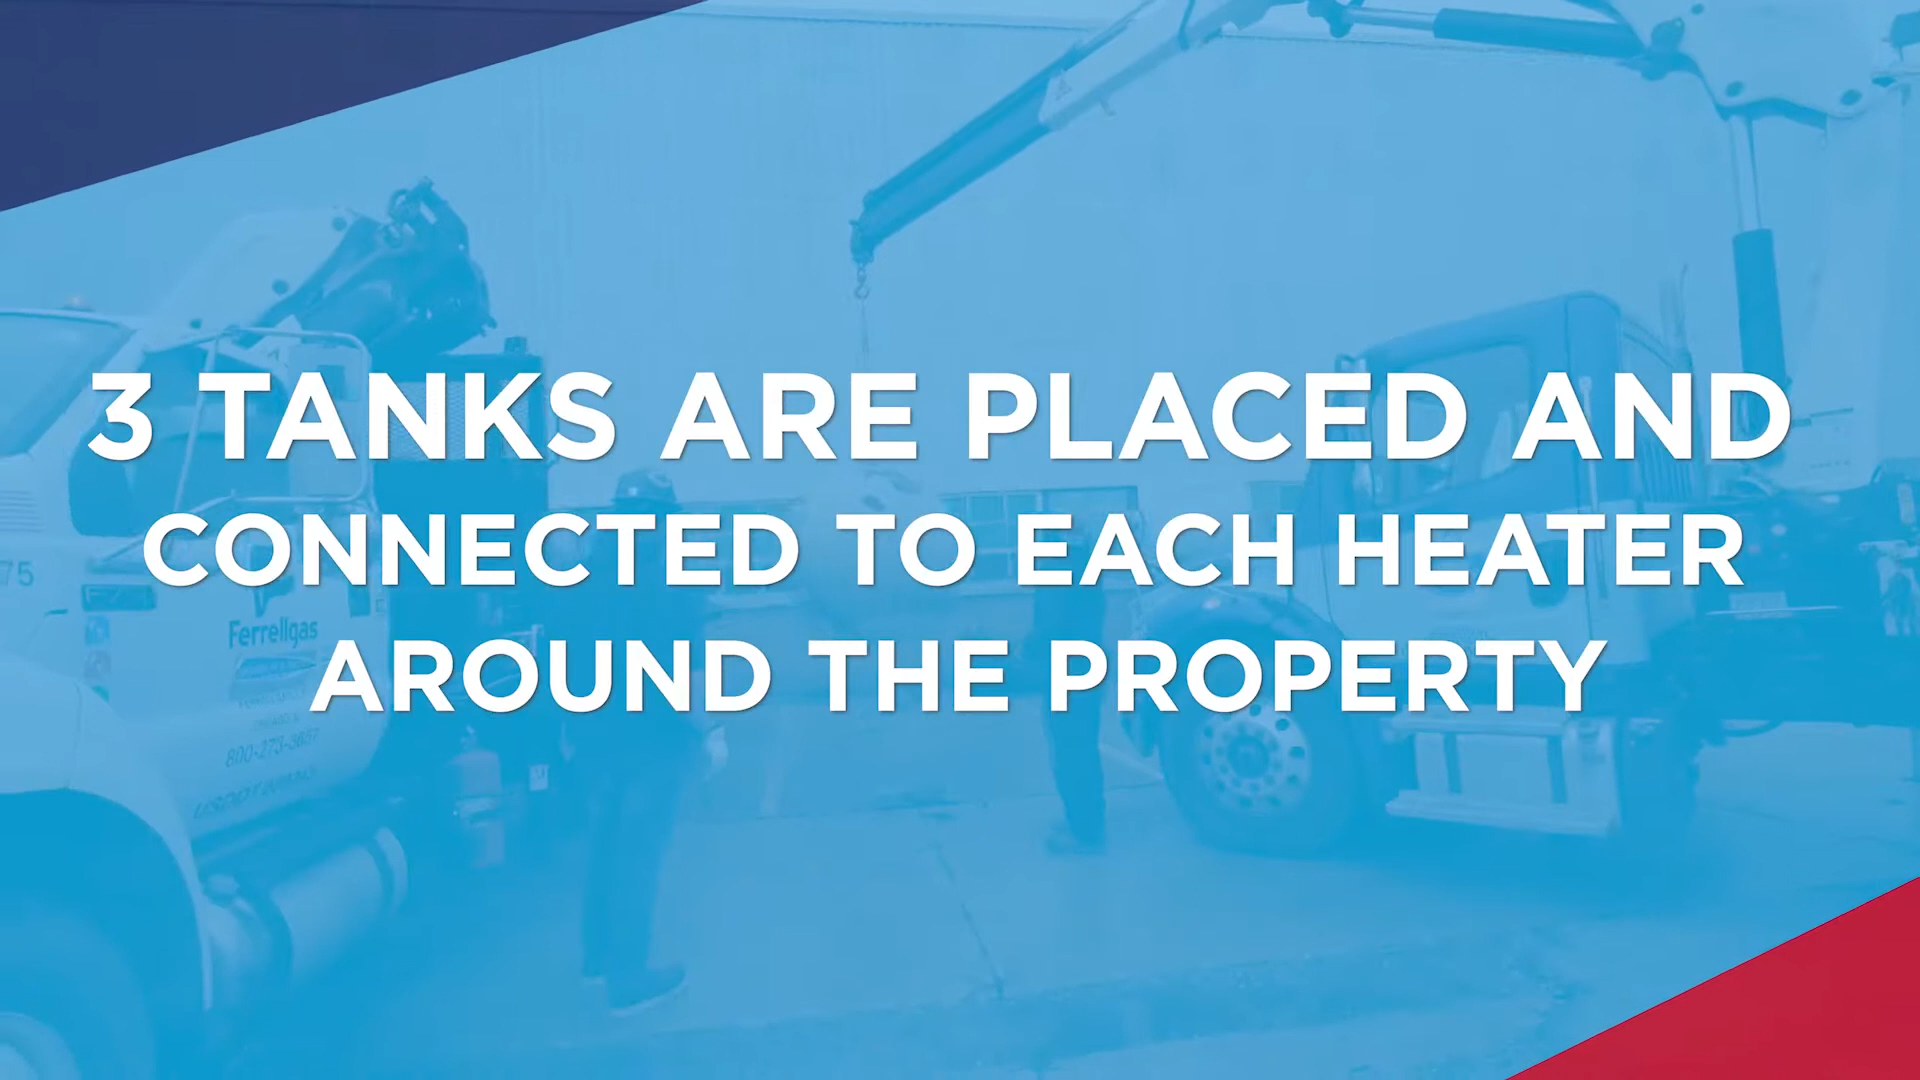 3 TANKS ARE PLACED AND
CONNECTED TO EACH HEATER
AROUND THE PROPERTY
75
Ferrellgas